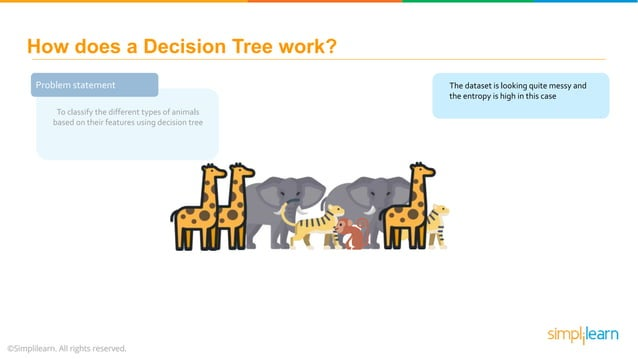 How does a Decision Tree work?
Problem statement
To classify the different types of animals
based on their features using decision tree
The dataset is looking quite messy and
the entropy is high in this case
simplilearn
©Simplilearn. All rights reserved.